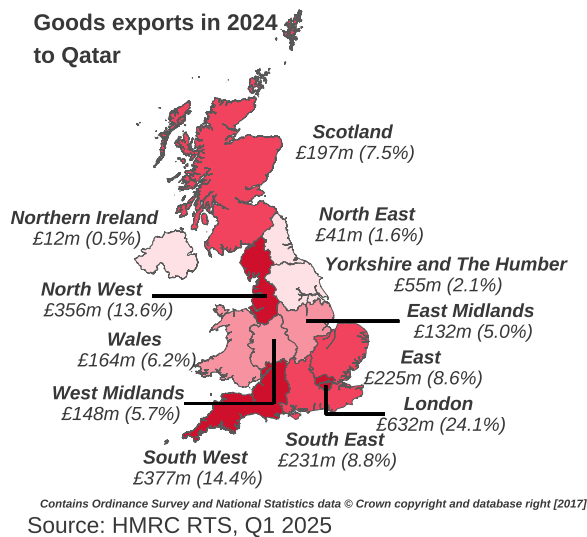 Goods exports in 2024
to Qatar
Scotland
£197m (7.5%)
Northern Ireland
£12m (0.5%)
North East
£41m (1.6%)
Yorkshire and The Humber
£55m (2.1%)
North West
£356m (13.6%)
East Midlands
£132m (5.0%)
Wales
£164m (6.2%)
East
£225m (8.6%)
West Midlands
£148m (5.7%)
London
£632m (24.1%)
South East
£231m (8.8%)
South West
£377m (14.4%)
Contains Ordinance Survey and National Statistics data © Crown copyright and database right [2017]
Source: HMRC RTS, Q1 2025